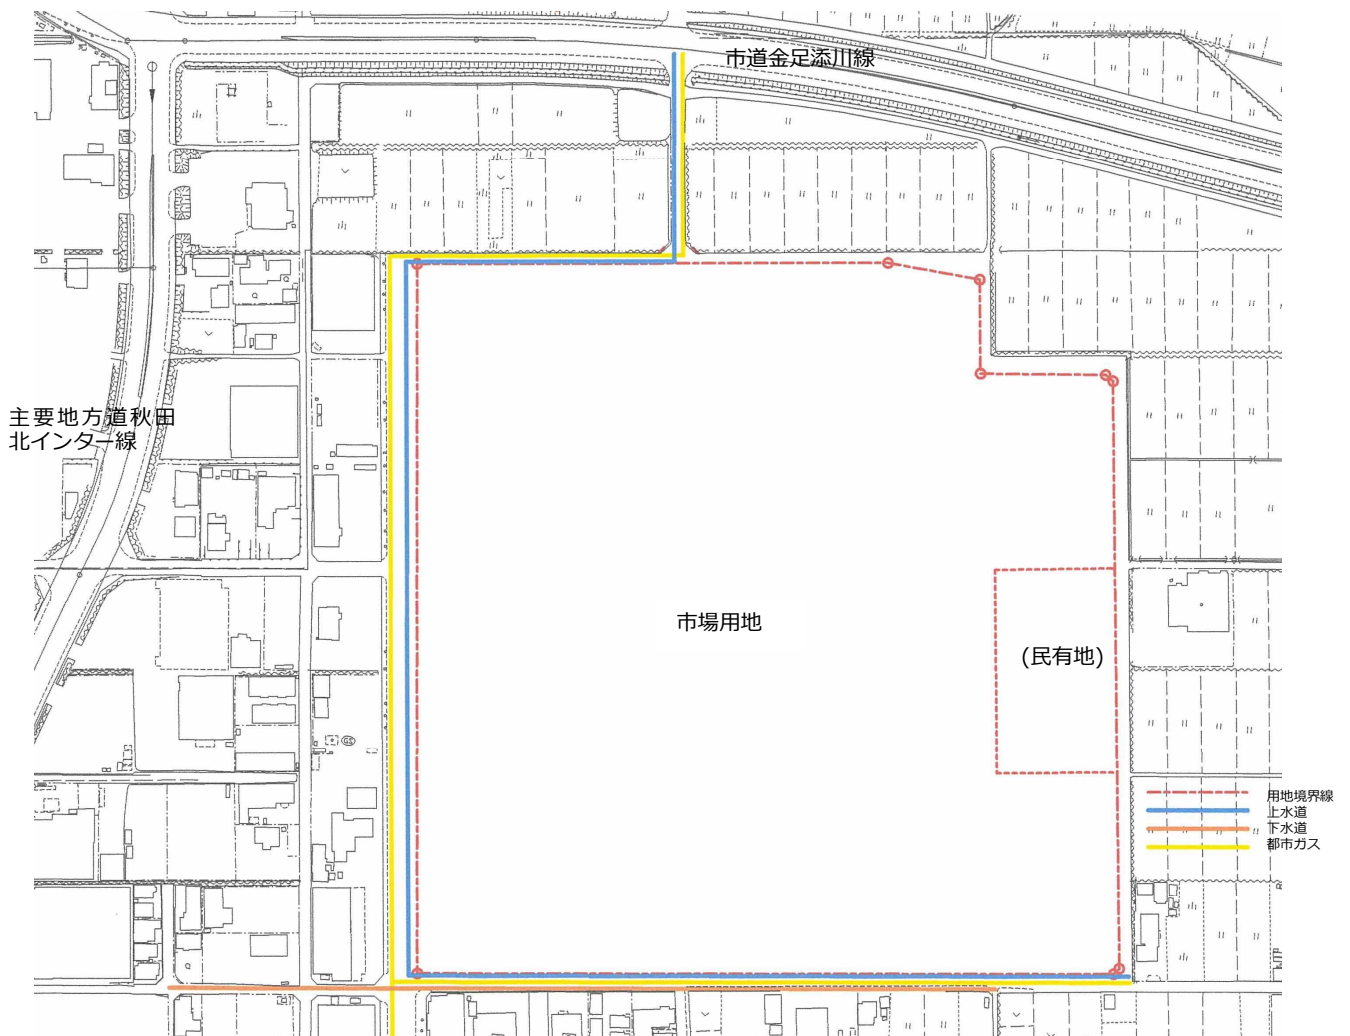 市道金足添川線
主要地方道秋田
北インター線
市場用地
(民有地)
用地境界線
上水道
下水道
都市ガス